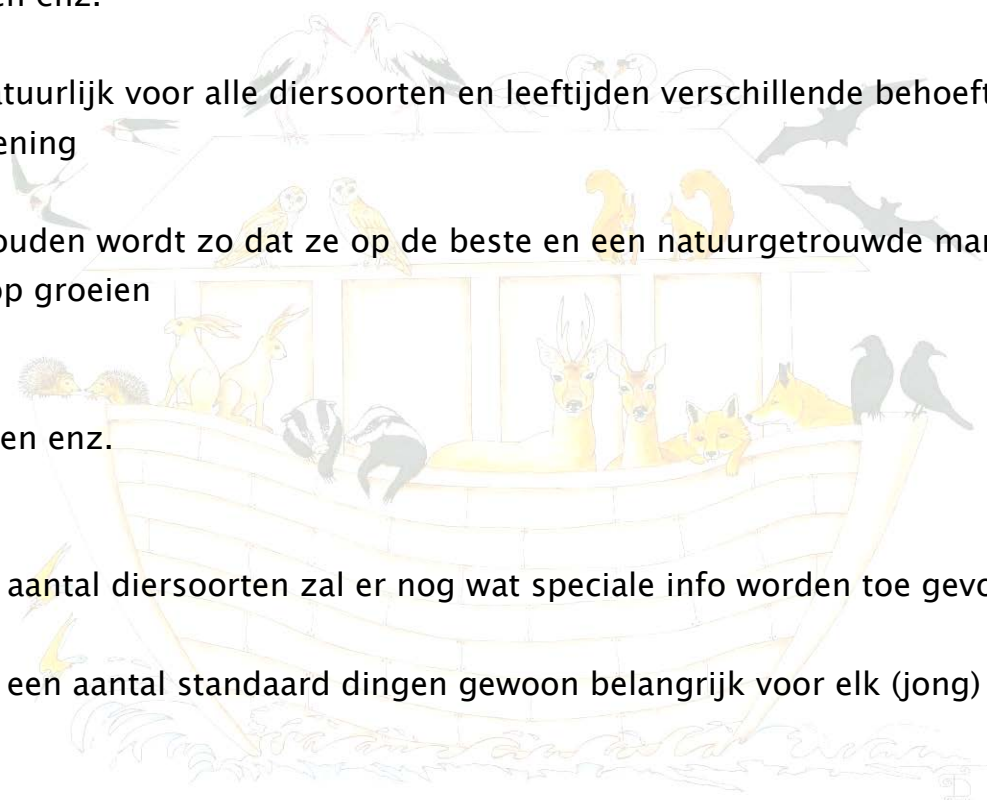 en enz.
atuurlijk voor alle diersoorten en leeftijden verschillende behoeft
ening
ouden wordt zo dat ze op de beste en een natuurgetrouwde mar
op groeien
en enz.
aantal diersoorten zal er nog wat speciale info worden toe gevo
een aantal standaard dingen gewoon belangrijk voor elk (jong)